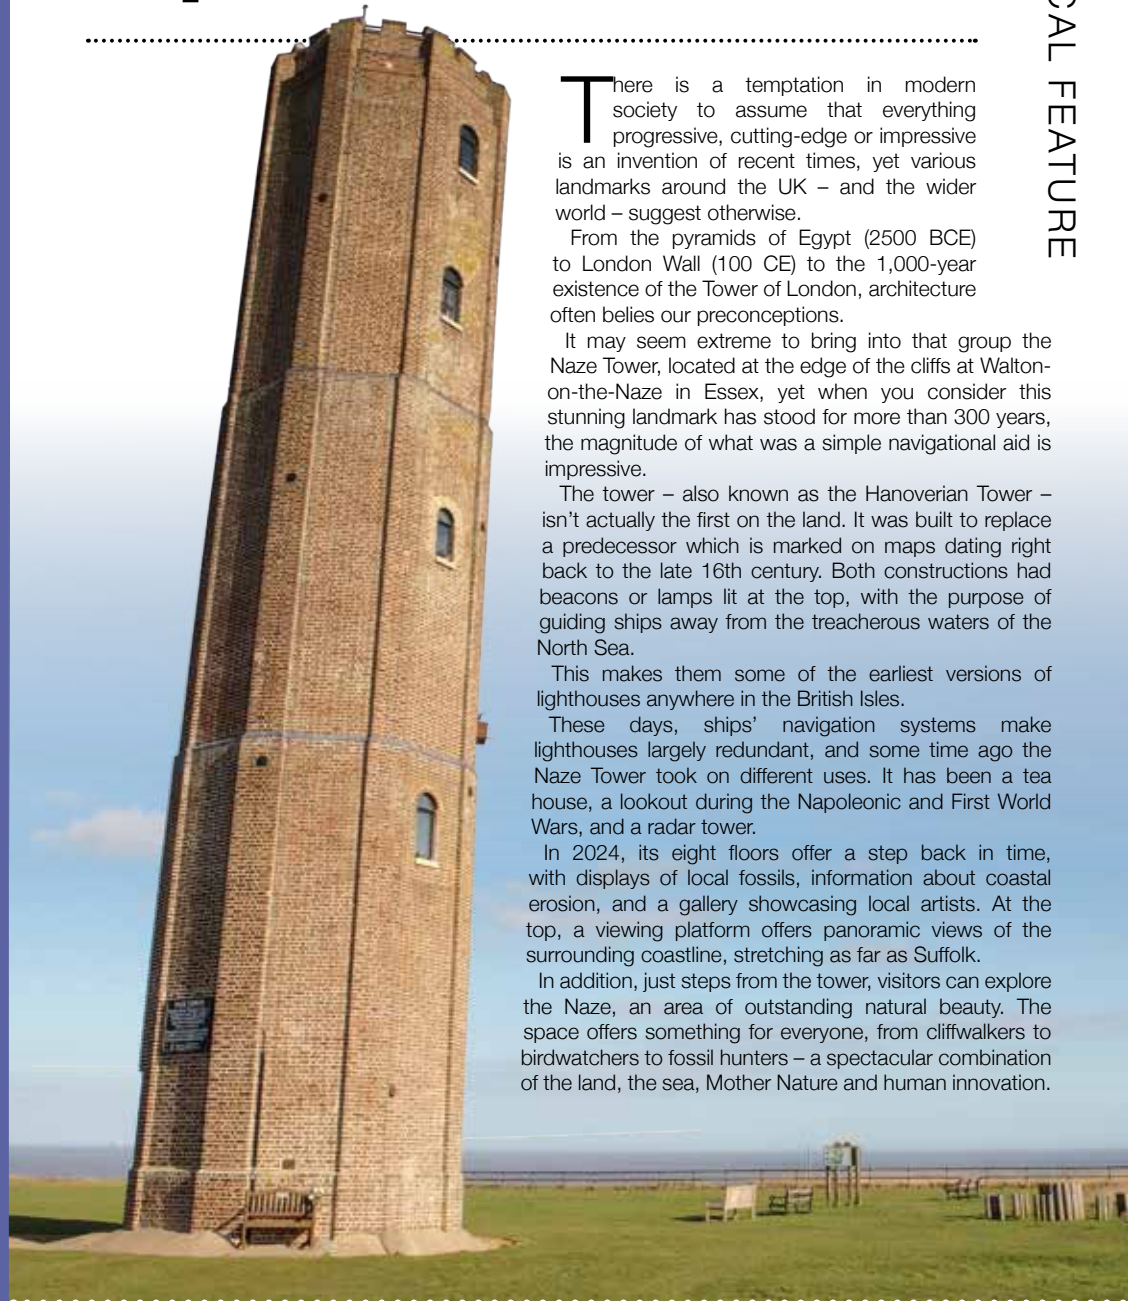 There is a temptation in modern
society to assume that everything
progressive, cutting-edge or impressive
is an invention of recent times, yet various
landmarks around the UK – and the wider
world – suggest otherwise.
From the pyramids of Egypt (2500 BCE)
to London Wall (100 CE) to the 1,000-year
existence of the Tower of London, architecture
often belies our preconceptions.
It may seem extreme to bring into that group the
Naze Tower, located at the edge of the cliffs at Walton-
on-the-Naze in Essex, yet when you consider this
stunning landmark has stood for more than 300 years,
the magnitude of what was a simple navigational aid is
impressive.
The tower – also known as the Hanoverian Tower –
isn't actually the first on the land. It was built to replace
a predecessor which is marked on maps dating right
back to the late 16th century. Both constructions had
beacons or lamps lit at the top, with the purpose of
guiding ships away from the treacherous waters of the
North Sea.
This makes them some of the earliest versions of
lighthouses anywhere in the British Isles.
These days, ships' navigation systems make
lighthouses largely redundant, and some time ago the
Naze Tower took on different uses. It has been a tea
house, a lookout during the Napoleonic and First World
Wars, and a radar tower.
In 2024, its eight floors offer a step back in time,
with displays of local fossils, information about coastal
erosion, and a gallery showcasing local artists. At the
top, a viewing platform offers panoramic views of the
surrounding coastline, stretching as far as Suffolk.
In addition, just steps from the tower, visitors can explore
the Naze, an area of outstanding natural beauty. The
space offers something for everyone, from cliffwalkers to
birdwatchers to fossil hunters – a spectacular combination
of the land, the sea, Mother Nature and human innovation.
CAL FEATURE